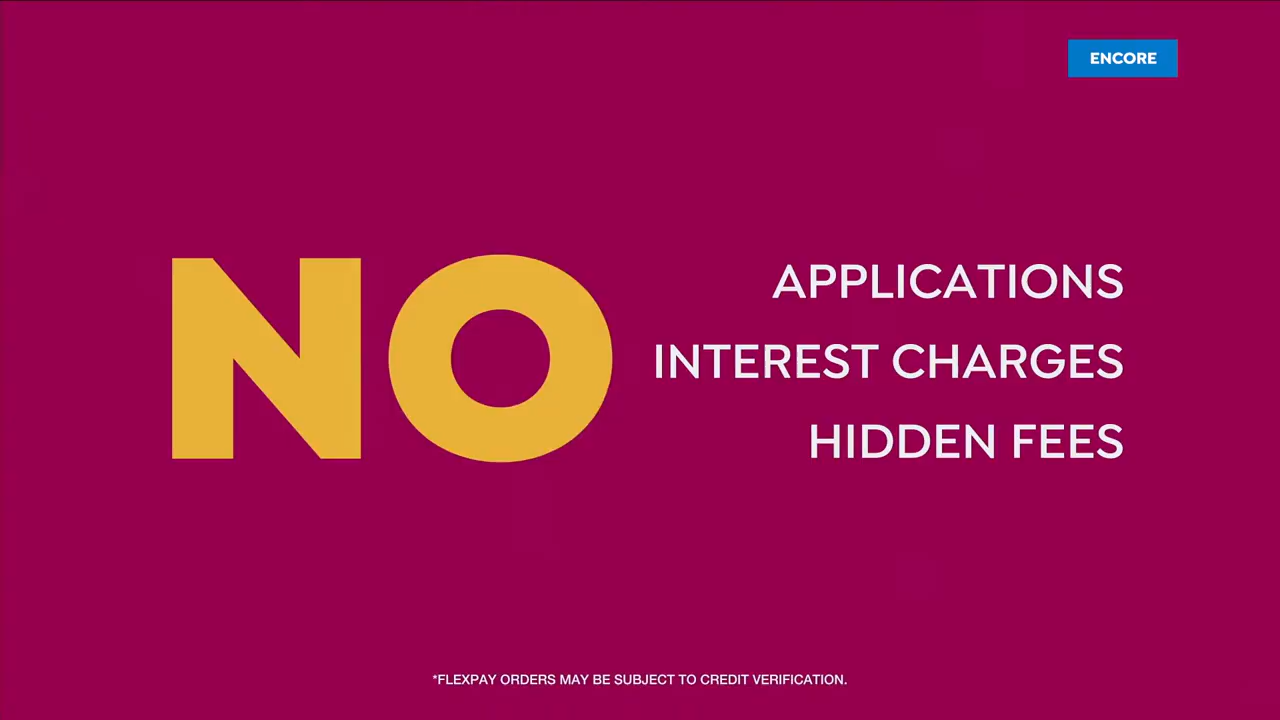 ENCORE
NO
APPLICATIONS
INTEREST CHARGES
HIDDEN FEES
*FLEXPAY ORDERS MAY BE SUBJECT TO CREDIT VERIFICATION.